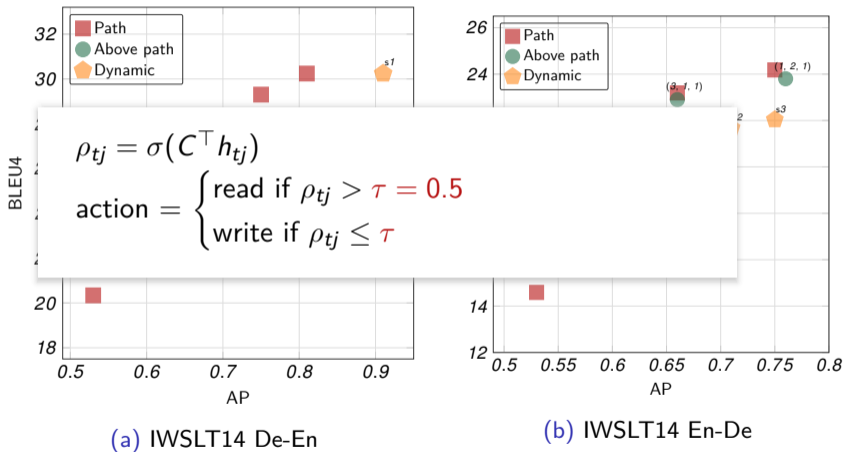 32
30
20
18
0.5 0.6 0.7 0.8 0.9
AP
BLEU4
Path
Above path
Dynamic
s1
ρtj = σ(C⊤htj)
action = {read if ρtj > τ = 0.5
write if ρtj ≤ τ
26
24
14
12
0.5 0.55 0.6 0.65 0.7 0.75 0.8
AP
Path
Above path
Dynamic
(1, 2, 1)
(3, 1, 1)
s3
(a) IWSLT14 De-En
(b) IWSLT14 En-De